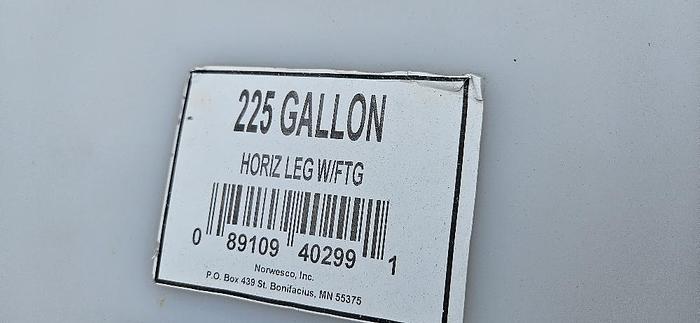 225 GALLON
HORIZ LEG W/FTG
0 89109 40299 1
Norwesco, Inc.
P.O. Box 439 St. Bonifacius, MN 55375